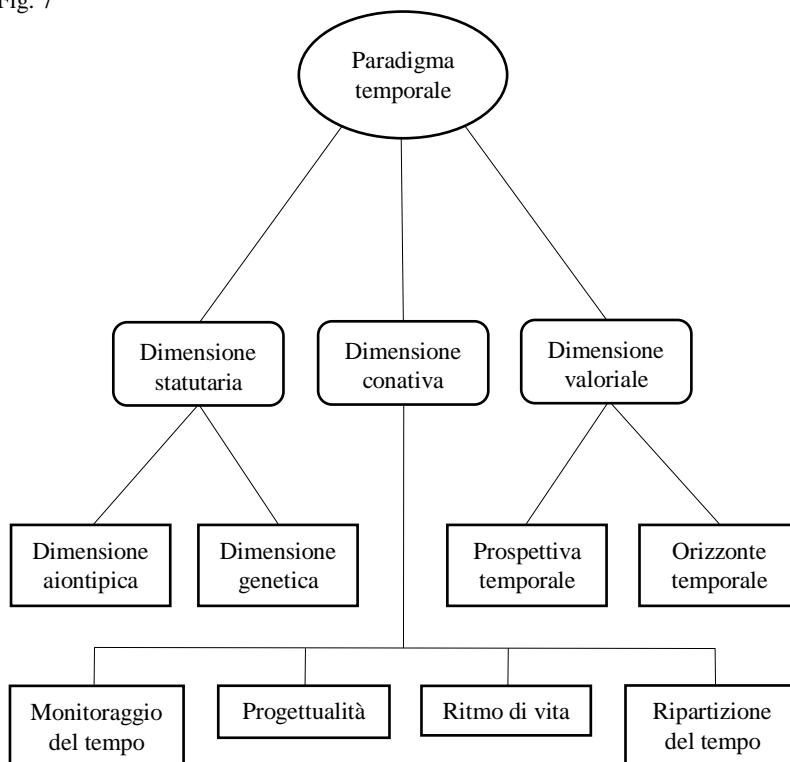 Fig. 7
Paradigma
temporale
Dimensione
statutaria
Dimensione
conativa
Dimensione
valoriale
Dimensione
aiontipica
Dimensione
genetica
Prospettiva
temporale
Orizzonte
temporale
Monitoraggio
del tempo
Progettualità
Ritmo di vita
Ripartizione
del tempo